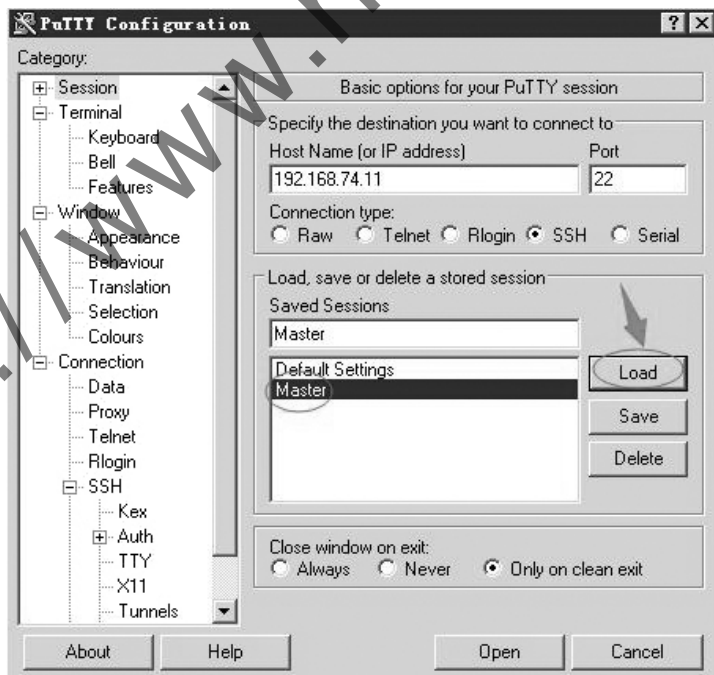 PuTTY Configuration
Category:
Session
Terminal
Keyboard
Bell
Features
Window
Appearance
Behaviour
Translation
Selection
Colours
Connection
Data
Proxy
Telnet
Rlogin
SSH
Kex
Auth
TTY
X11
Tunnels
Basic options for your PuTTY session
Specify the destination you want to connect to
Host Name (or IP address) Port
192.168.74.11 22
Connection type:
Raw Telnet Rlogin SSH Serial
Load, save or delete a stored session
Saved Sessions
Master
Default Settings
Master
Load
Save
Delete
Close window on exit:
Always Never Only on clean exit
About Help Open Cancel
://www.